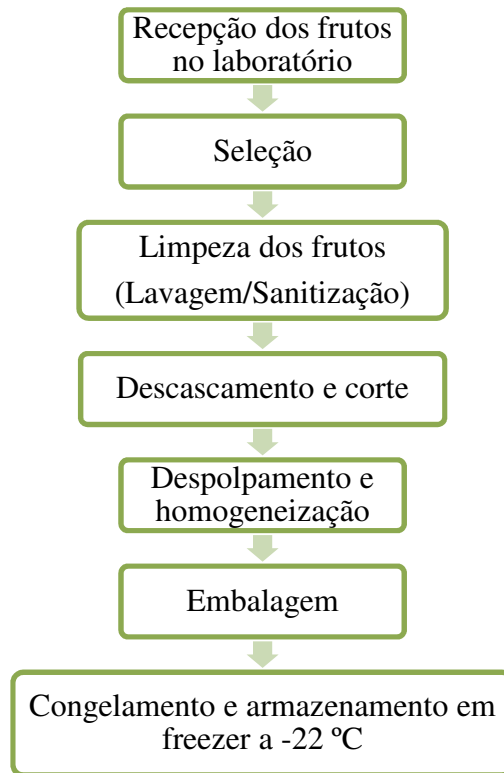 Recepção dos frutos
no laboratório
Seleção
Limpeza dos frutos
(Lavagem/Sanitização)
Descascamento e corte
Despolpamento e
homogeneização
Embalagem
Congelamento e armazenamento em
freezer a -22 ºC